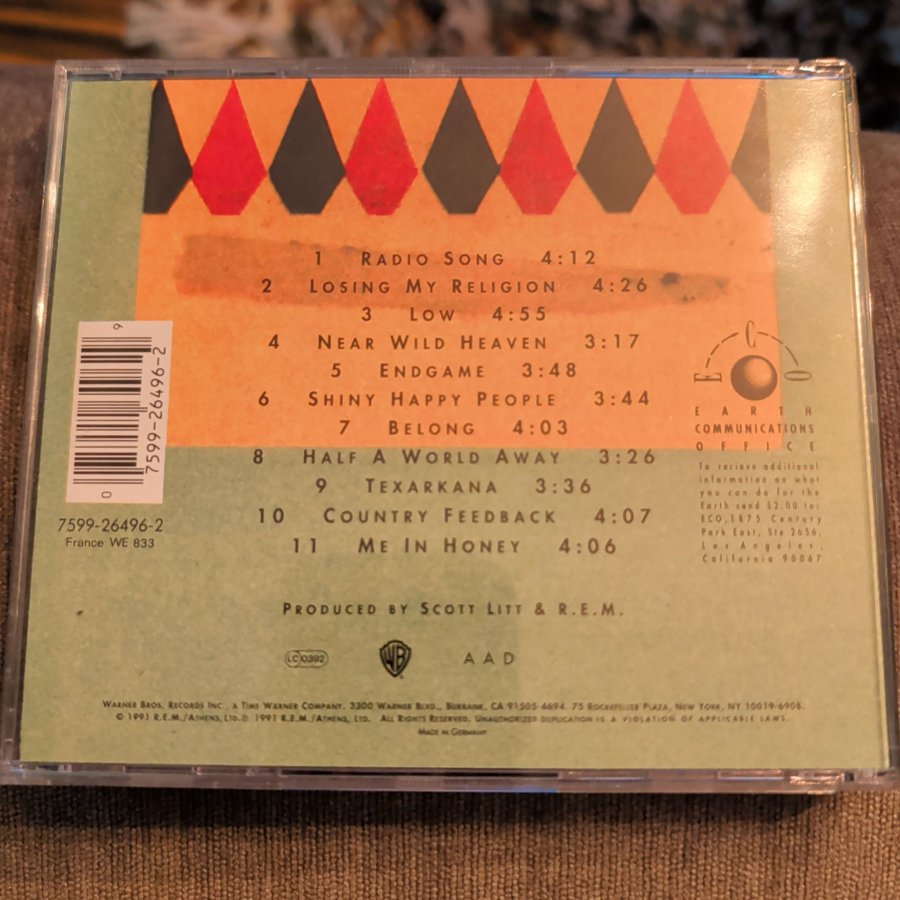 1 Radio Song 4:12
2 Losing My Religion 4:26
3 Low 4:55
4 Near Wild Heaven 3:17
5 Endgame 3:48
6 Shiny Happy People 3:44
7 Belong 4:03
8 Half A World Away 3:26
9 Texarkana 3:36
10 Country Feedback 4:07
11 Me In Honey 4:06
Produced by Scott Litt & R.E.M.
LC 0392
WB
AAD
Warner Bros. Records Inc., a Time Warner Company. 3300 Warner Blvd., Burbank, CA 91505-4694. 75 Rockefeller Plaza, New York, NY 10019-6908.
© 1991 R.E.M./Athens, Ltd. ℗ 1991 R.E.M./Athens, Ltd. All Rights Reserved. Unauthorized duplication is a violation of applicable laws.
Made in Germany
0 7599-26496-2 9
7599-26496-2
France WE 833
E C O
EARTH
COMMUNICATIONS
OFFICE
To recieve additional
information on what
you can do for the
Earth send $2.00 to:
ECO, 1875 Century
Park East, Ste 2656,
Los Angeles,
California 90067